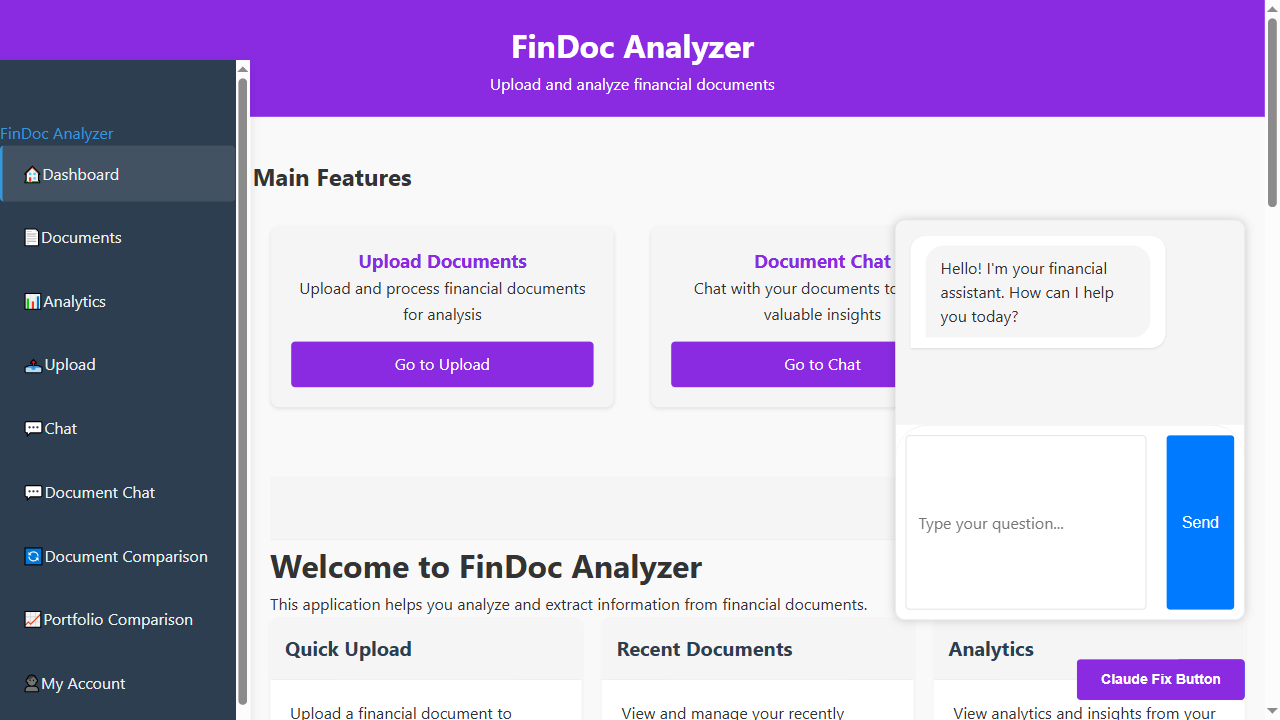 FinDoc Analyzer
Upload and analyze financial documents
FinDoc Analyzer
Dashboard
Documents
Analytics
Upload
Chat
Document Chat
Document Comparison
Portfolio Comparison
My Account
Main Features
Upload Documents
Upload and process financial documents
for analysis
Go to Upload
Document Chat
Chat with your documents
valuable insights
Go to Chat
Hello! I'm your financial
assistant. How can I help
you today?
Type your question...
Send
Welcome to FinDoc Analyzer
This application helps you analyze and extract information from financial documents.
Quick Upload
Upload a financial document to
Recent Documents
View and manage your recently
Analytics
View analytics and insights from your
Claude Fix Button